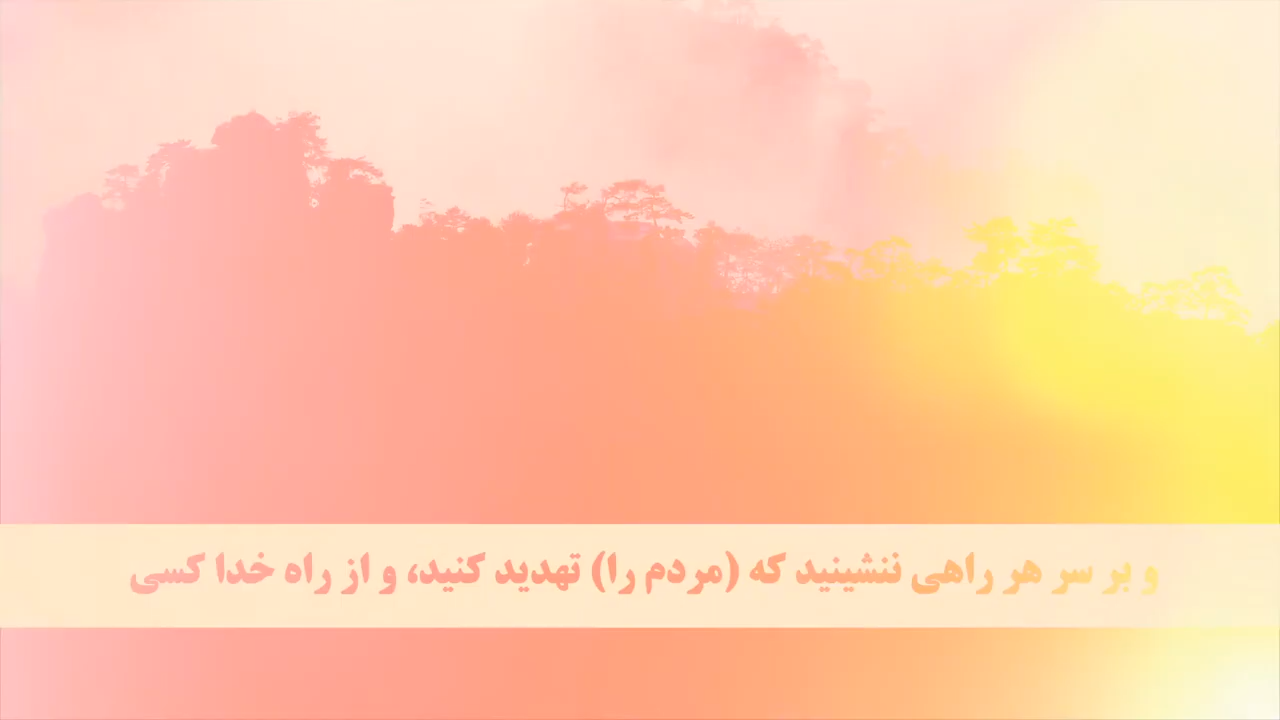 و بر سر هر راهی ننشینید که (مردم را) تهدید کنید، و از راه خدا کسی